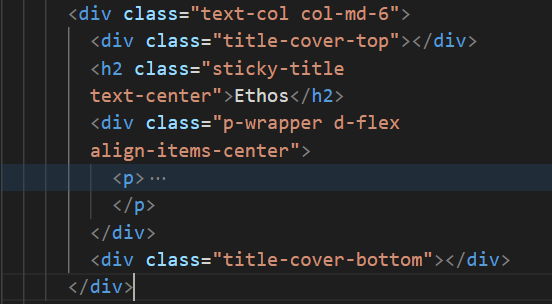 <div class="text-col col-md-6">
<div class="title-cover-top"></div>
<h2 class="sticky-title
text-center">Ethos</h2>
<div class="p-wrapper d-flex
align-items-center">
<p>···
</p>
</div>
<div class="title-cover-bottom"></div>
</div>